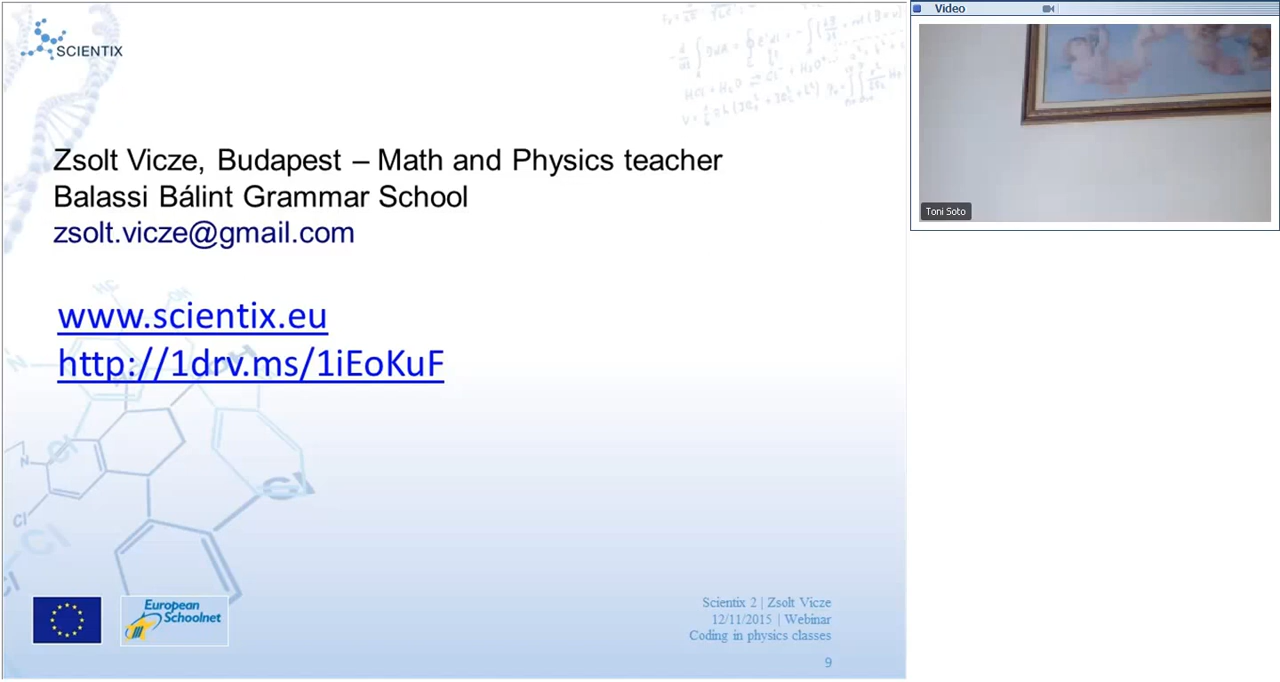 SCIENTIX
Zsolt Vicze, Budapest – Math and Physics teacher
Balassi Bálint Grammar School
zsolt.vicze@gmail.com
www.scientix.eu
http://1drv.ms/1iEoKuF
European
Schoolnet
Scientix 2 | Zsolt Vicze
12/11/2015 | Webinar
Coding in physics classes
9
Video
Toni Soto